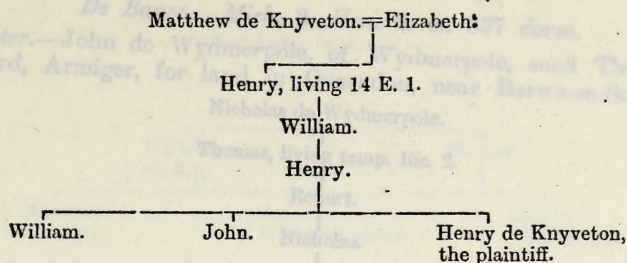 Matthew de Knyveton.═Elizabeth:
Henry, living 14 E. 1.
William.
Henry.
William. John. Henry de Knyveton,
the plaintiff.